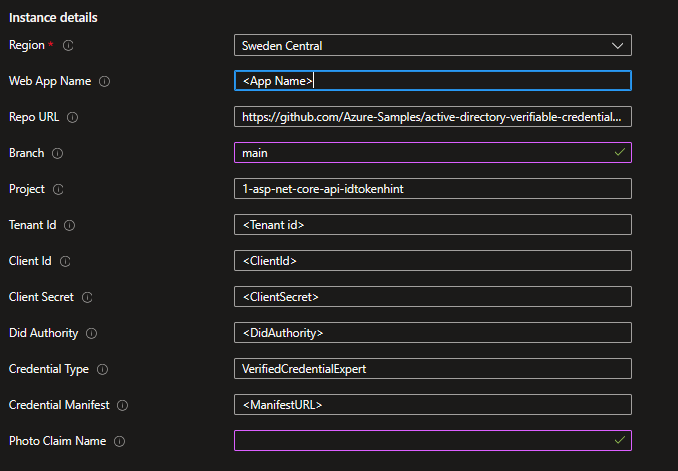 Instance details
Region *
Sweden Central
Web App Name
<App Name>
Repo URL
https://github.com/Azure-Samples/active-directory-verifiable-credential...
Branch
main
Project
1-asp-net-core-api-idtokenhint
Tenant Id
<Tenant id>
Client Id
<ClientId>
Client Secret
<ClientSecret>
Did Authority
<DidAuthority>
Credential Type
VerifiedCredentialExpert
Credential Manifest
<ManifestURL>
Photo Claim Name